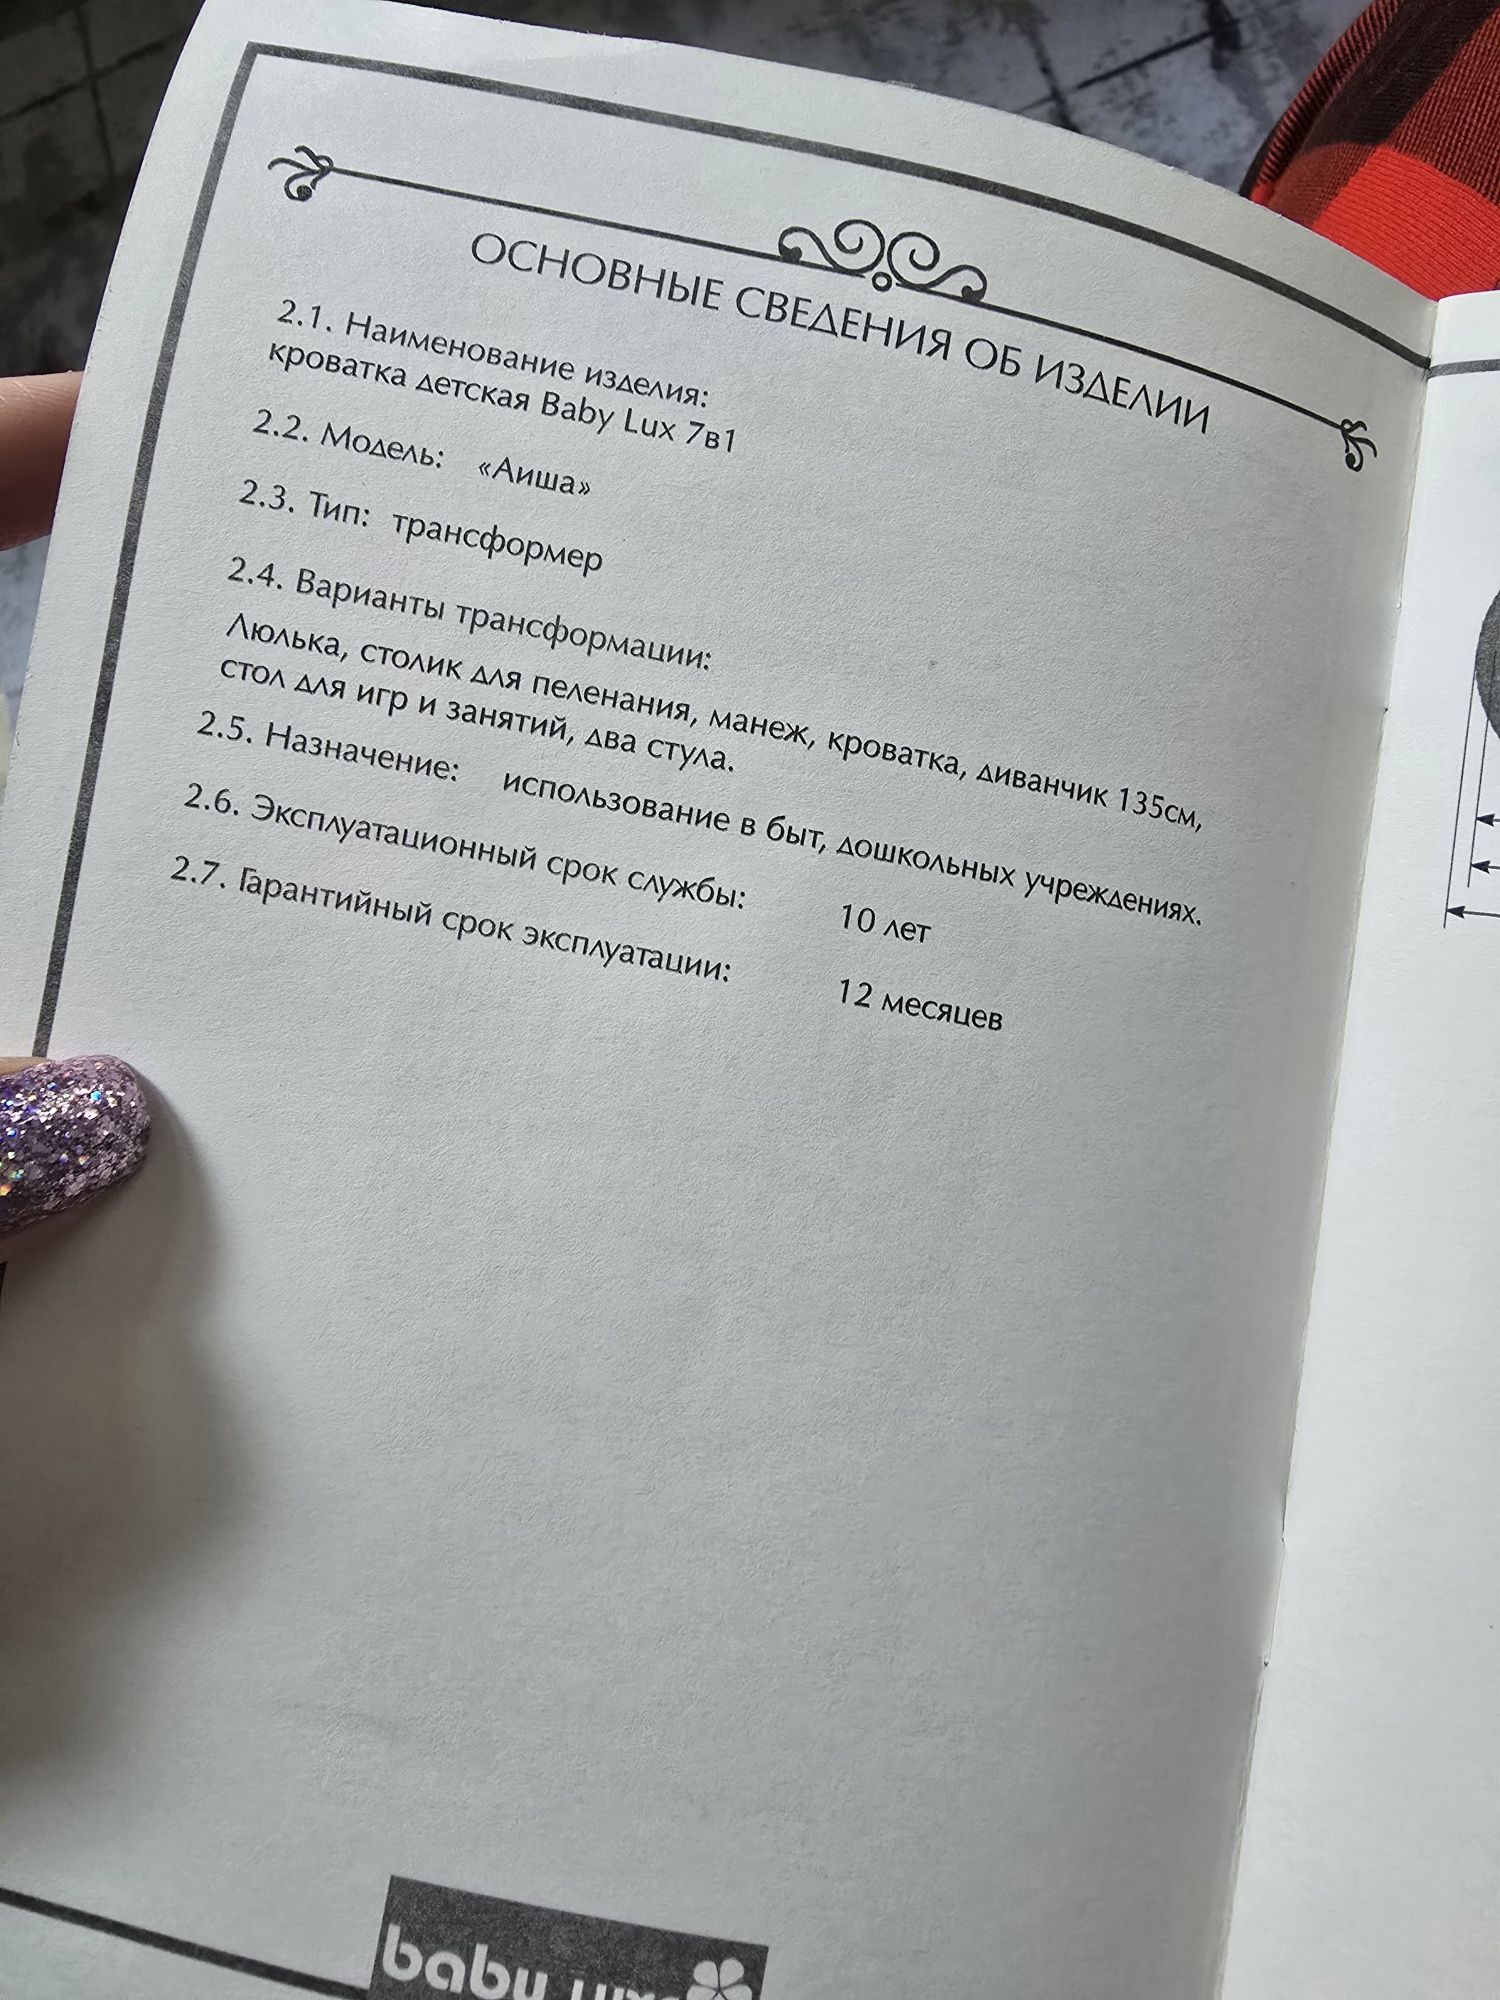 ОСНОВНЫЕ СВЕДЕНИЯ ОБ ИЗДЕЛИИ
2.1. Наименование изделия:
кроватка детская Baby Lux 7в1
2.2. Модель: «Аиша»
2.3. Тип: трансформер
2.4. Варианты трансформации:
Люлька, столик для пеленания, манеж, кроватка, диванчик 135см,
стол для игр и занятий, два стула.
2.5. Назначение: использование в быт, дошкольных учреждениях.
2.6. Эксплуатационный срок службы: 10 лет
2.7. Гарантийный срок эксплуатации: 12 месяцев
baby